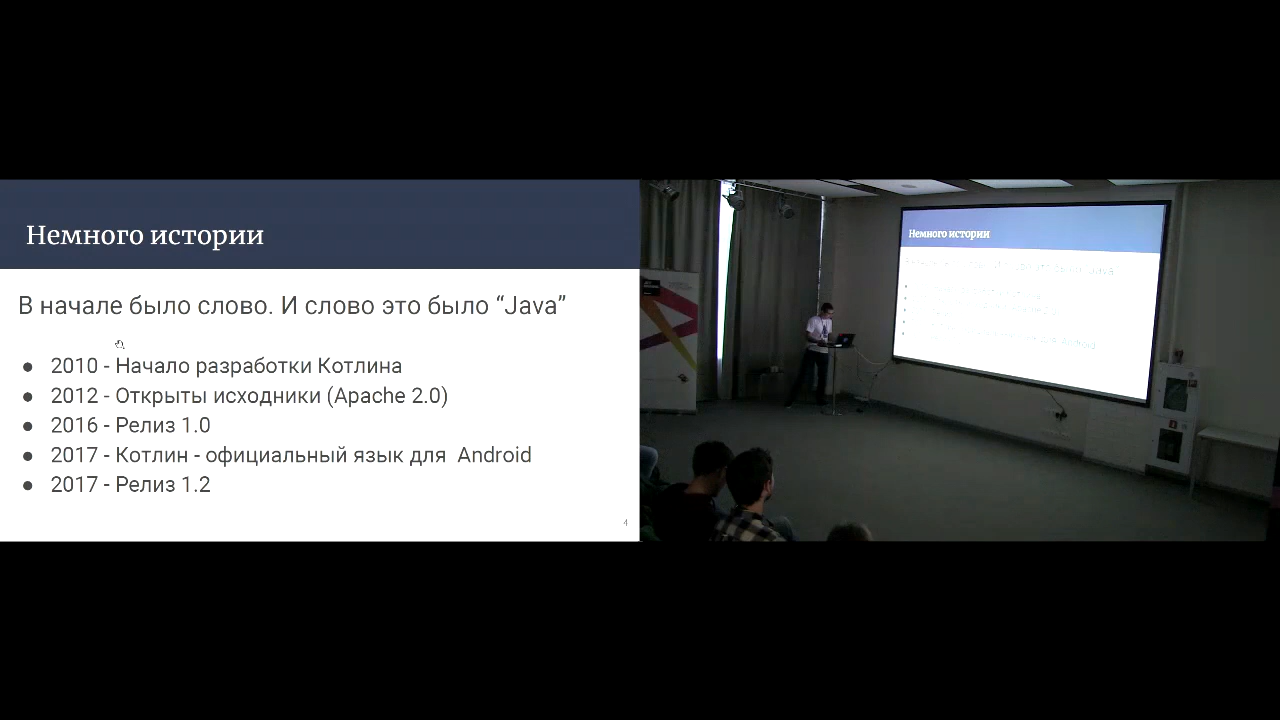 Немного истории
В начале было слово. И слово это было “Java”
● 2010 - Начало разработки Котлина
● 2012 - Открыты исходники (Apache 2.0)
● 2016 - Релиз 1.0
● 2017 - Котлин - официальный язык для Android
● 2017 - Релиз 1.2
4
Немного истории